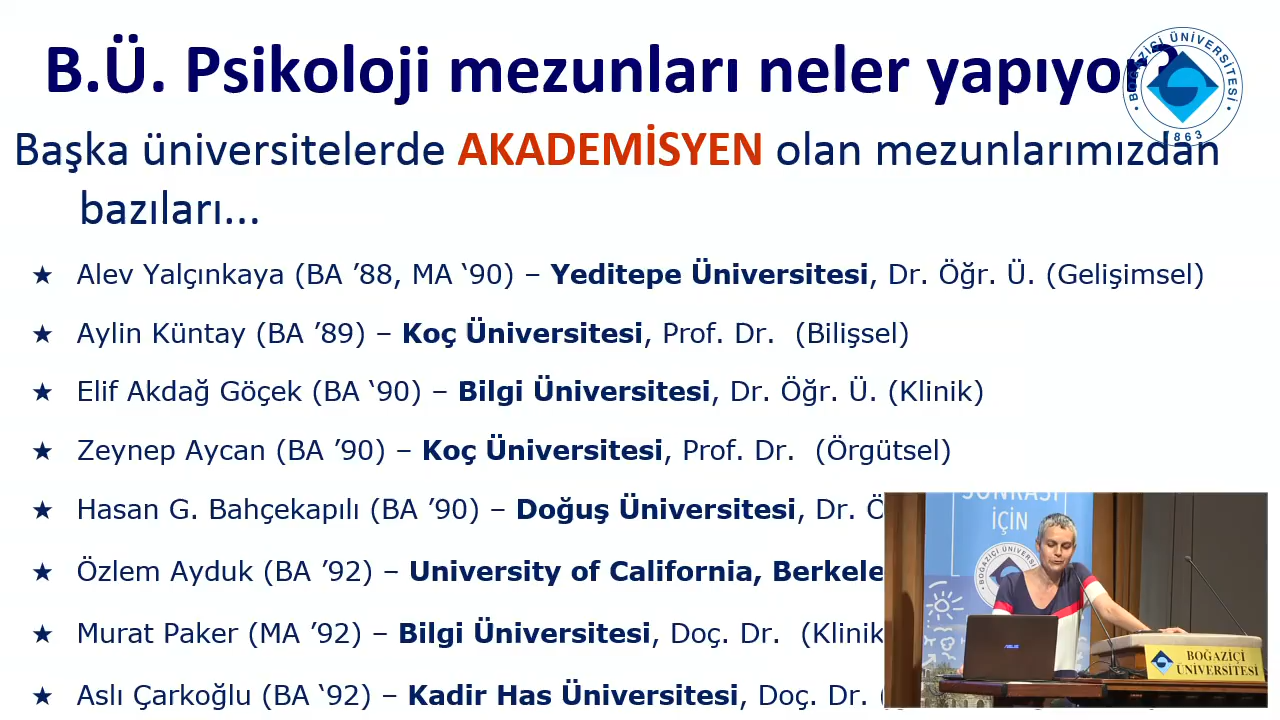 B.Ü. Psikoloji mezunları neler yapıyor?
BOĞAZİÇİ ÜNİVERSİTESİ
1863
Başka üniversitelerde AKADEMİSYEN olan mezunlarımızdan
bazıları...
★ Alev Yalçınkaya (BA ’88, MA ‘90) – Yeditepe Üniversitesi, Dr. Öğr. Ü. (Gelişimsel)
★ Aylin Küntay (BA ’89) – Koç Üniversitesi, Prof. Dr. (Bilişsel)
★ Elif Akdağ Göçek (BA ‘90) – Bilgi Üniversitesi, Dr. Öğr. Ü. (Klinik)
★ Zeynep Aycan (BA ’90) – Koç Üniversitesi, Prof. Dr. (Örgütsel)
★ Hasan G. Bahçekapılı (BA ’90) – Doğuş Üniversitesi, Dr. Ö
★ Özlem Ayduk (BA ’92) – University of California, Berkele
★ Murat Paker (MA ’92) – Bilgi Üniversitesi, Doç. Dr. (Klinik
★ Aslı Çarkoğlu (BA ‘92) – Kadir Has Üniversitesi, Doç. Dr.
SONRASI
İÇİN
ASUS
BOĞAZİÇİ
ÜNİVERSİTESİ